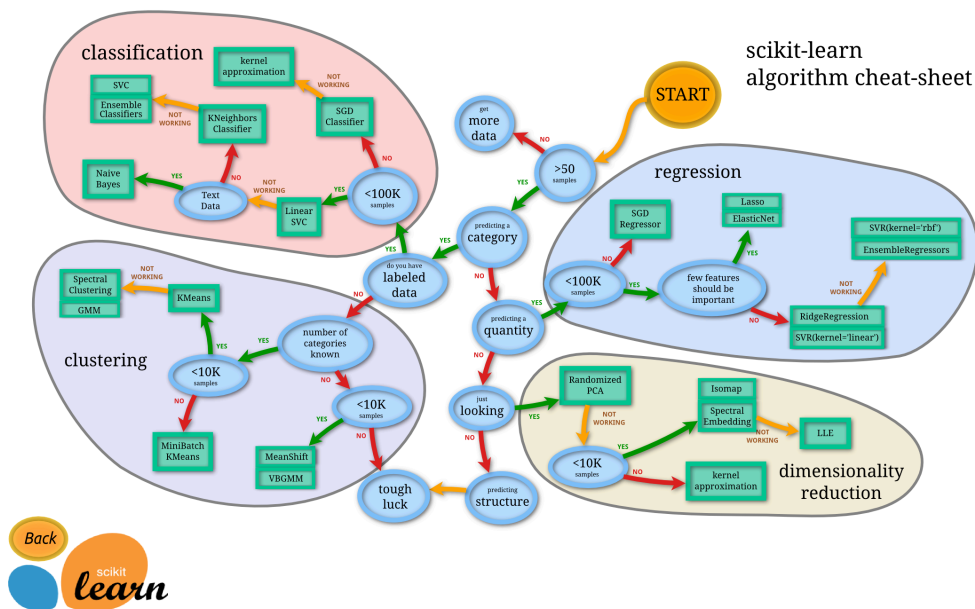 scikit-learn
algorithm cheat-sheet
START
get
more
data
NO
>50
samples
YES
predicting a
category
YES
NO
do you have
labeled
data
YES
NO
predicting a
quantity
YES
NO
just
looking
YES
NO
predicting
structure
tough
luck
classification
kernel
approximation
NOT
WORKING
SGD
Classifier
NO
<100K
samples
YES
Linear
SVC
NOT
WORKING
Text
Data
YES
Naive
Bayes
NO
KNeighbors
Classifier
NOT
WORKING
SVC
Ensemble
Classifiers
clustering
number of
categories
known
YES
NO
<10K
samples
YES
KMeans
NOT
WORKING
Spectral
Clustering
GMM
NO
MiniBatch
KMeans
<10K
samples
YES
MeanShift
VBGMM
NO
regression
<100K
samples
NO
SGD
Regressor
YES
few features
should be
important
YES
Lasso
ElasticNet
NO
RidgeRegression
SVR(kernel='linear')
NOT
WORKING
SVR(kernel='rbf')
EnsembleRegressors
dimensionality
reduction
Randomized
PCA
NOT
WORKING
<10K
samples
YES
Isomap
Spectral
Embedding
NOT
WORKING
LLE
NO
kernel
approximation
Back
scikit
learn